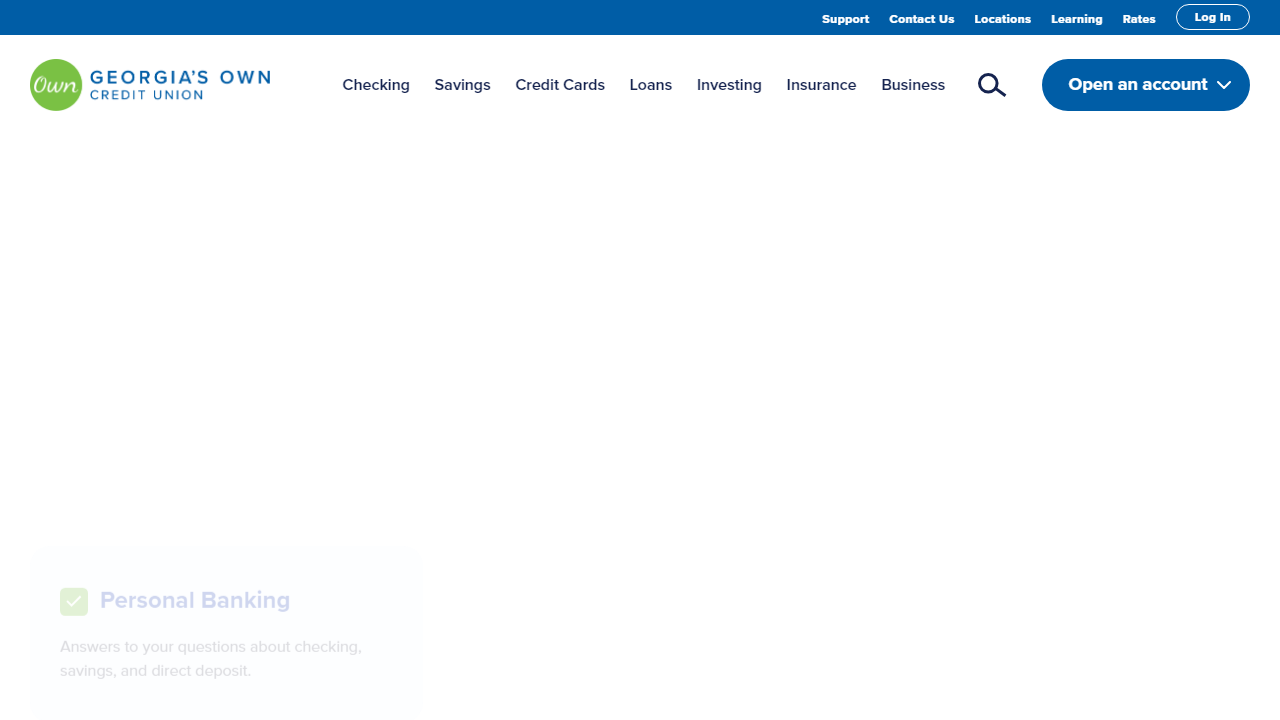 Support Contact Us Locations Learning Rates Log In
Own GEORGIA'S OWN
CREDIT UNION
Checking Savings Credit Cards Loans Investing Insurance Business Open an account
Personal Banking
Answers to your questions about checking,
savings, and direct deposit.